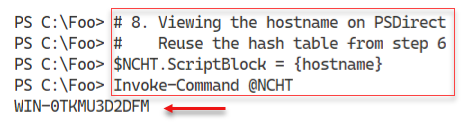 PS C:\Foo> # 8. Viewing the hostname on PSDirect
PS C:\Foo> #    Reuse the hash table from step 6
PS C:\Foo> $NCHT.ScriptBlock = {hostname}
PS C:\Foo> Invoke-Command @NCHT
WIN-0TKMU3D2DFM